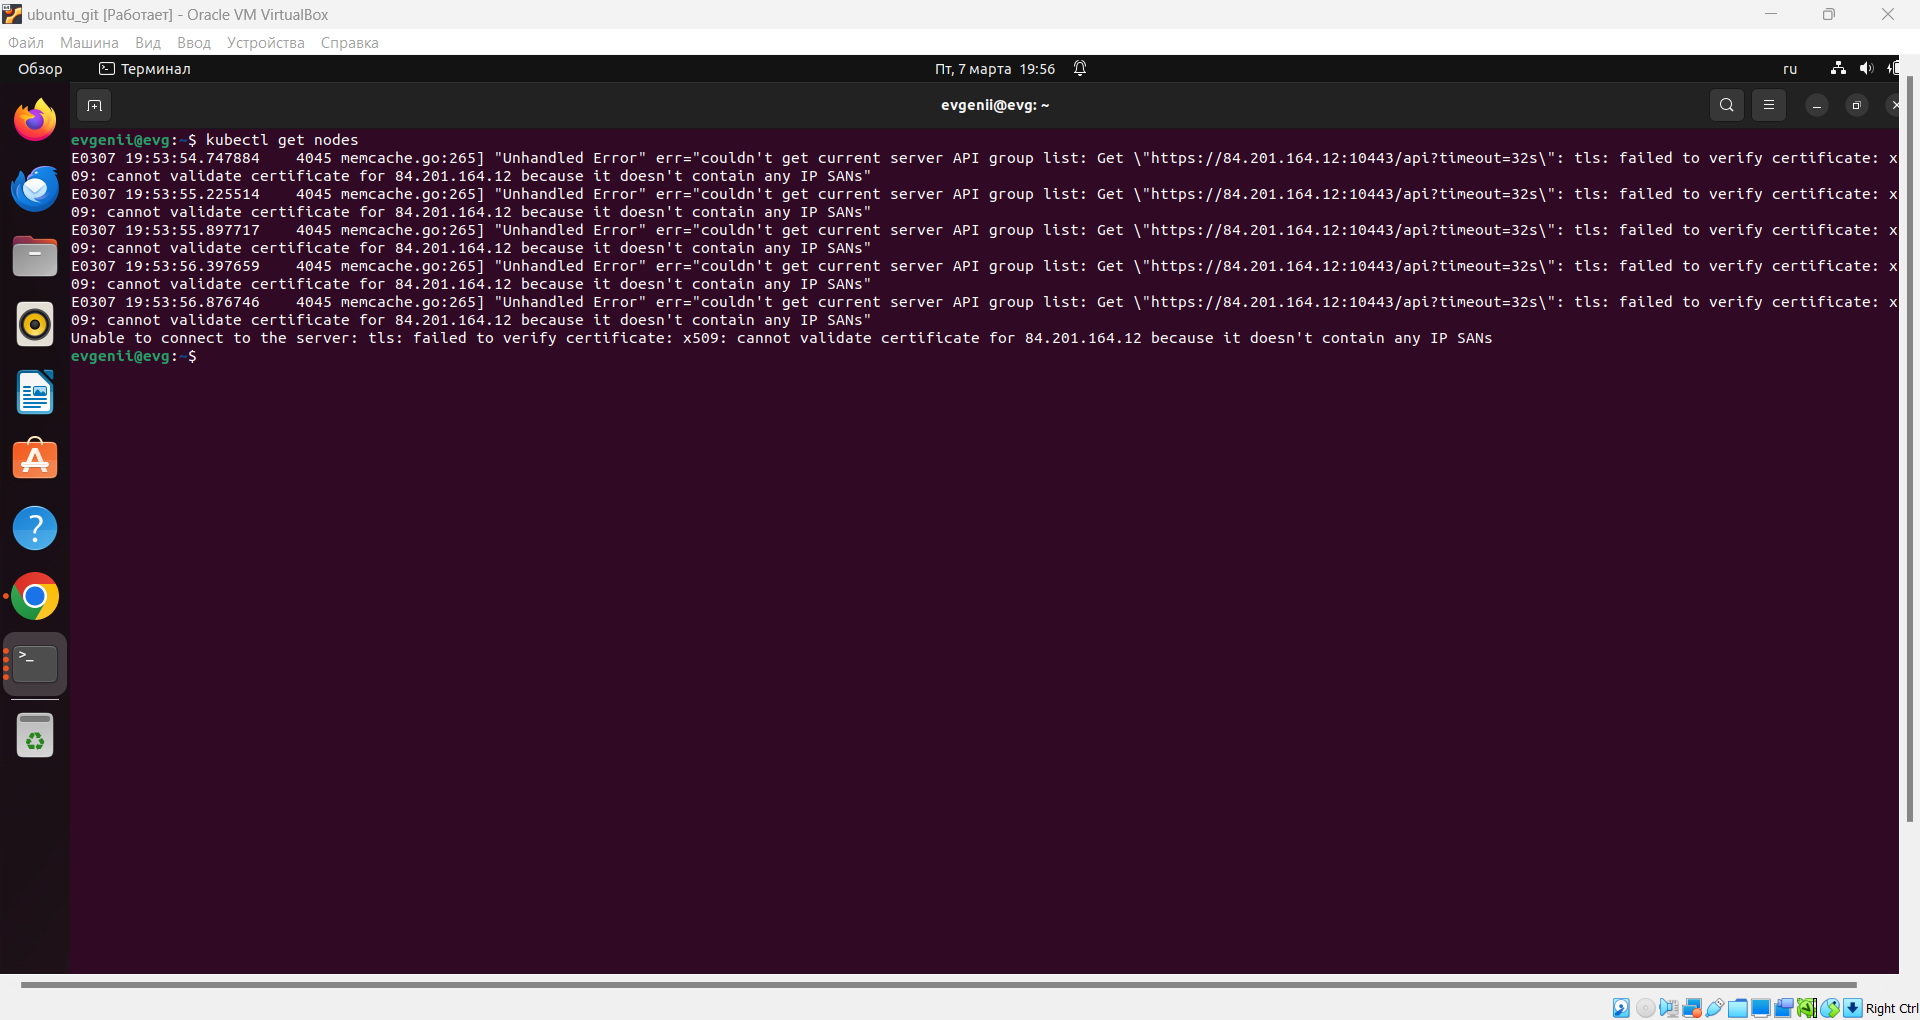 ubuntu_git [Работает] - Oracle VM VirtualBox
Файл Машина Вид Ввод Устройства Справка
Обзор Терминал Пт, 7 марта 19:56 ru
evgenii@evg: ~
evgenii@evg:~$ kubectl get nodes
E0307 19:53:54.747884    4045 memcache.go:265] "Unhandled Error" err="couldn't get current server API group list: Get \"https://84.201.164.12:10443/api?timeout=32s\": tls: failed to verify certificate: x
09: cannot validate certificate for 84.201.164.12 because it doesn't contain any IP SANs"
E0307 19:53:55.225514    4045 memcache.go:265] "Unhandled Error" err="couldn't get current server API group list: Get \"https://84.201.164.12:10443/api?timeout=32s\": tls: failed to verify certificate: x
09: cannot validate certificate for 84.201.164.12 because it doesn't contain any IP SANs"
E0307 19:53:55.897717    4045 memcache.go:265] "Unhandled Error" err="couldn't get current server API group list: Get \"https://84.201.164.12:10443/api?timeout=32s\": tls: failed to verify certificate: x
09: cannot validate certificate for 84.201.164.12 because it doesn't contain any IP SANs"
E0307 19:53:56.397659    4045 memcache.go:265] "Unhandled Error" err="couldn't get current server API group list: Get \"https://84.201.164.12:10443/api?timeout=32s\": tls: failed to verify certificate: x
09: cannot validate certificate for 84.201.164.12 because it doesn't contain any IP SANs"
E0307 19:53:56.876746    4045 memcache.go:265] "Unhandled Error" err="couldn't get current server API group list: Get \"https://84.201.164.12:10443/api?timeout=32s\": tls: failed to verify certificate: x
09: cannot validate certificate for 84.201.164.12 because it doesn't contain any IP SANs"
Unable to connect to the server: tls: failed to verify certificate: x509: cannot validate certificate for 84.201.164.12 because it doesn't contain any IP SANs
evgenii@evg:~$
Right Ctrl